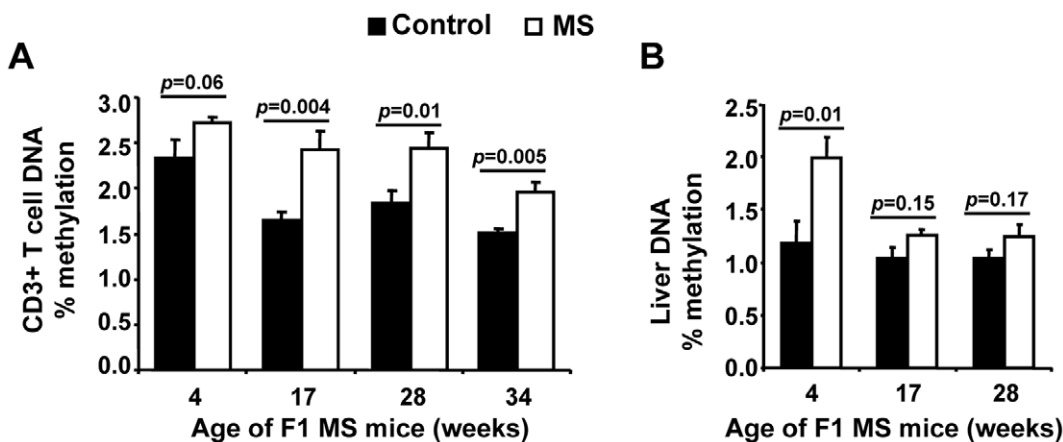 Control MS
A
CD3+ T cell DNA
% methylation
3.0
2.5
2.0
1.5
1.0
0.5
0.0
p=0.06
p=0.004
p=0.01
p=0.005
4 17 28 34
Age of F1 MS mice (weeks)
B
Liver DNA
% methylation
2.5
2.0
1.5
1.0
0.5
0.0
p=0.01
p=0.15
p=0.17
4 17 28
Age of F1 MS mice (weeks)